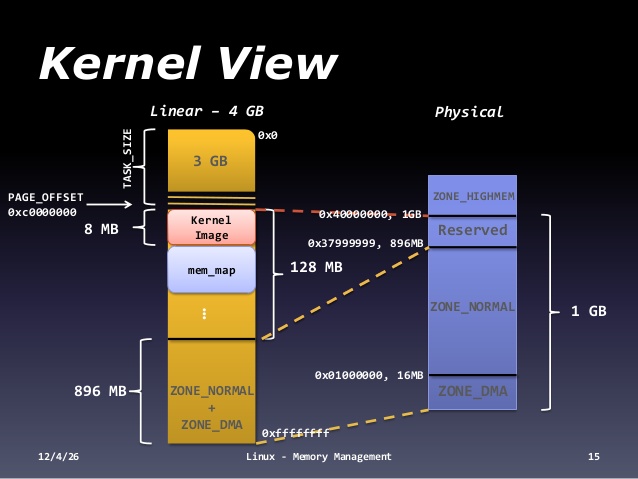 Kernel View
Linear – 4 GB
Physical
0x0
TASK_SIZE
3 GB
PAGE_OFFSET
0xc0000000
8 MB
Kernel
Image
mem_map
⋮
128 MB
896 MB
ZONE_NORMAL
+
ZONE_DMA
0xffffffff
ZONE_HIGHMEM
0x40000000, 1GB
Reserved
0x37999999, 896MB
ZONE_NORMAL
1 GB
0x01000000, 16MB
ZONE_DMA
12/4/26
Linux - Memory Management
15